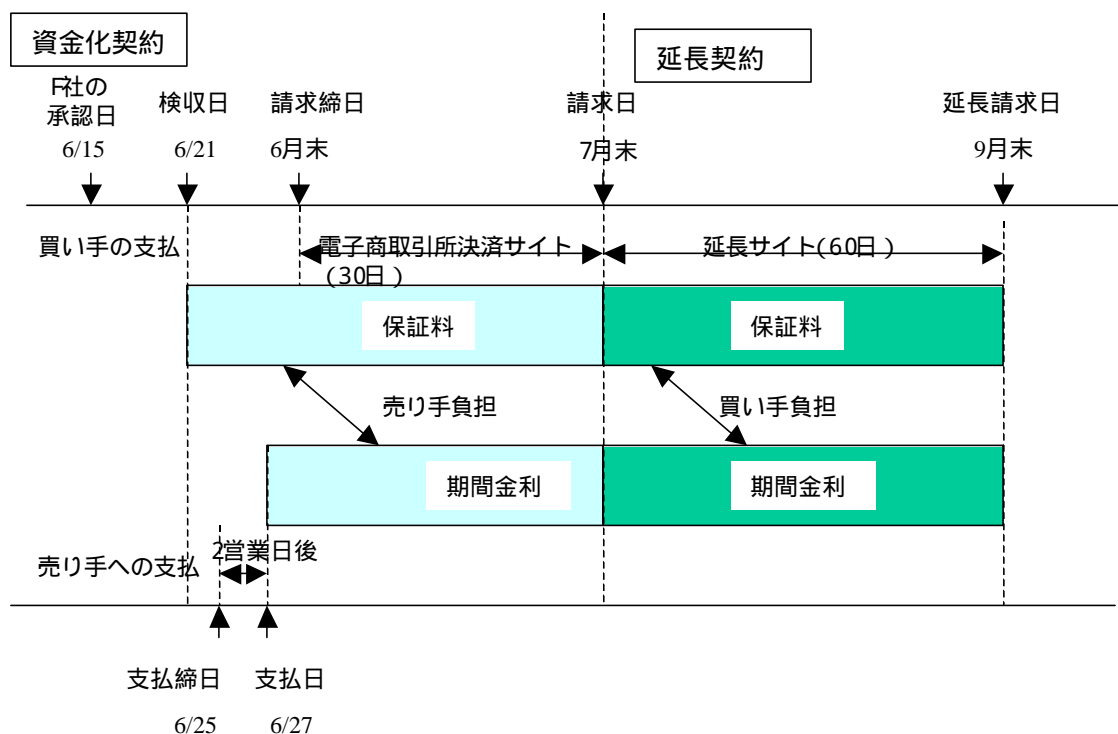 資金化契約
延長契約
F社の
承認日
検収日
請求締日
請求日
延長請求日
6/15
6/21
6月末
7月末
9月末
買い手の支払
電子商取引所決済サイト
(30日)
延長サイト(60日)
保証料
保証料
売り手負担
買い手負担
期間金利
期間金利
2営業日後
売り手への支払
支払締日
支払日
6/25
6/27